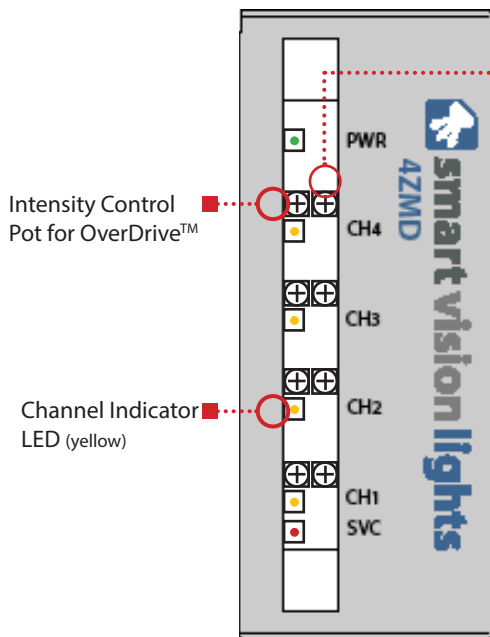 PWR
Intensity Control
Pot for OverDrive™
CH4
CH3
Channel Indicator
LED (yellow)
CH2
CH1
SVC
4ZMD
smart vision lights